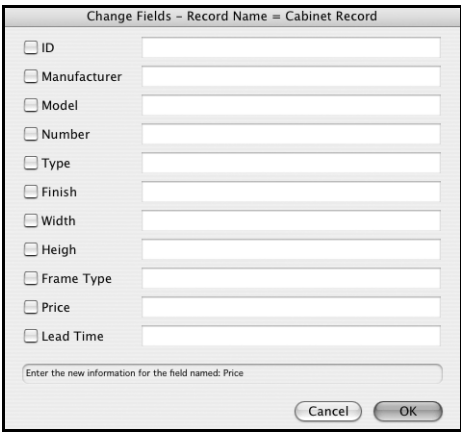 Change Fields – Record Name = Cabinet Record
ID
Manufacturer
Model
Number
Type
Finish
Width
Heigh
Frame Type
Price
Lead Time
Enter the new information for the field named: Price
Cancel OK